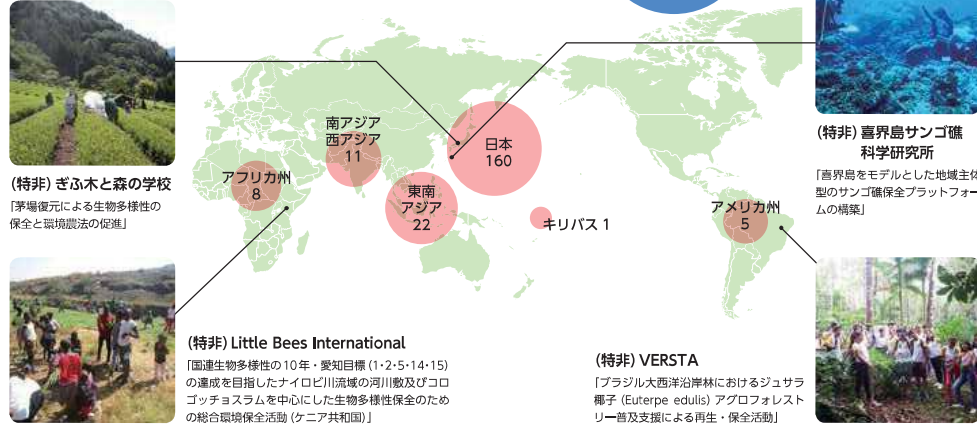 南アジア
西アジア
11
日本
160
アフリカ州
8
東南
アジア
22
キリバス 1
アメリカ州
5
(特非) ぎふ木と森の学校
「茅場復元による生物多様性の
保全と環境農法の促進」
(特非) 喜界島サンゴ礁
科学研究所
「喜界島をモデルとした地域主体
型のサンゴ礁保全プラットフォー
ムの構築」
(特非) Little Bees International
「国連生物多様性の10年・愛知目標 (1・2・5・14・15)
の達成を目指したナイロビ川流域の河川敷及びコロ
ゴッチョスラムを中心にした生物多様性保全のため
の総合環境保全活動 (ケニア共和国)」
(特非) VERSTA
「ブラジル大西洋沿岸林におけるジュサラ
椰子 (Euterpe edulis) アグロフォレスト
リー普及支援による再生・保全活動」